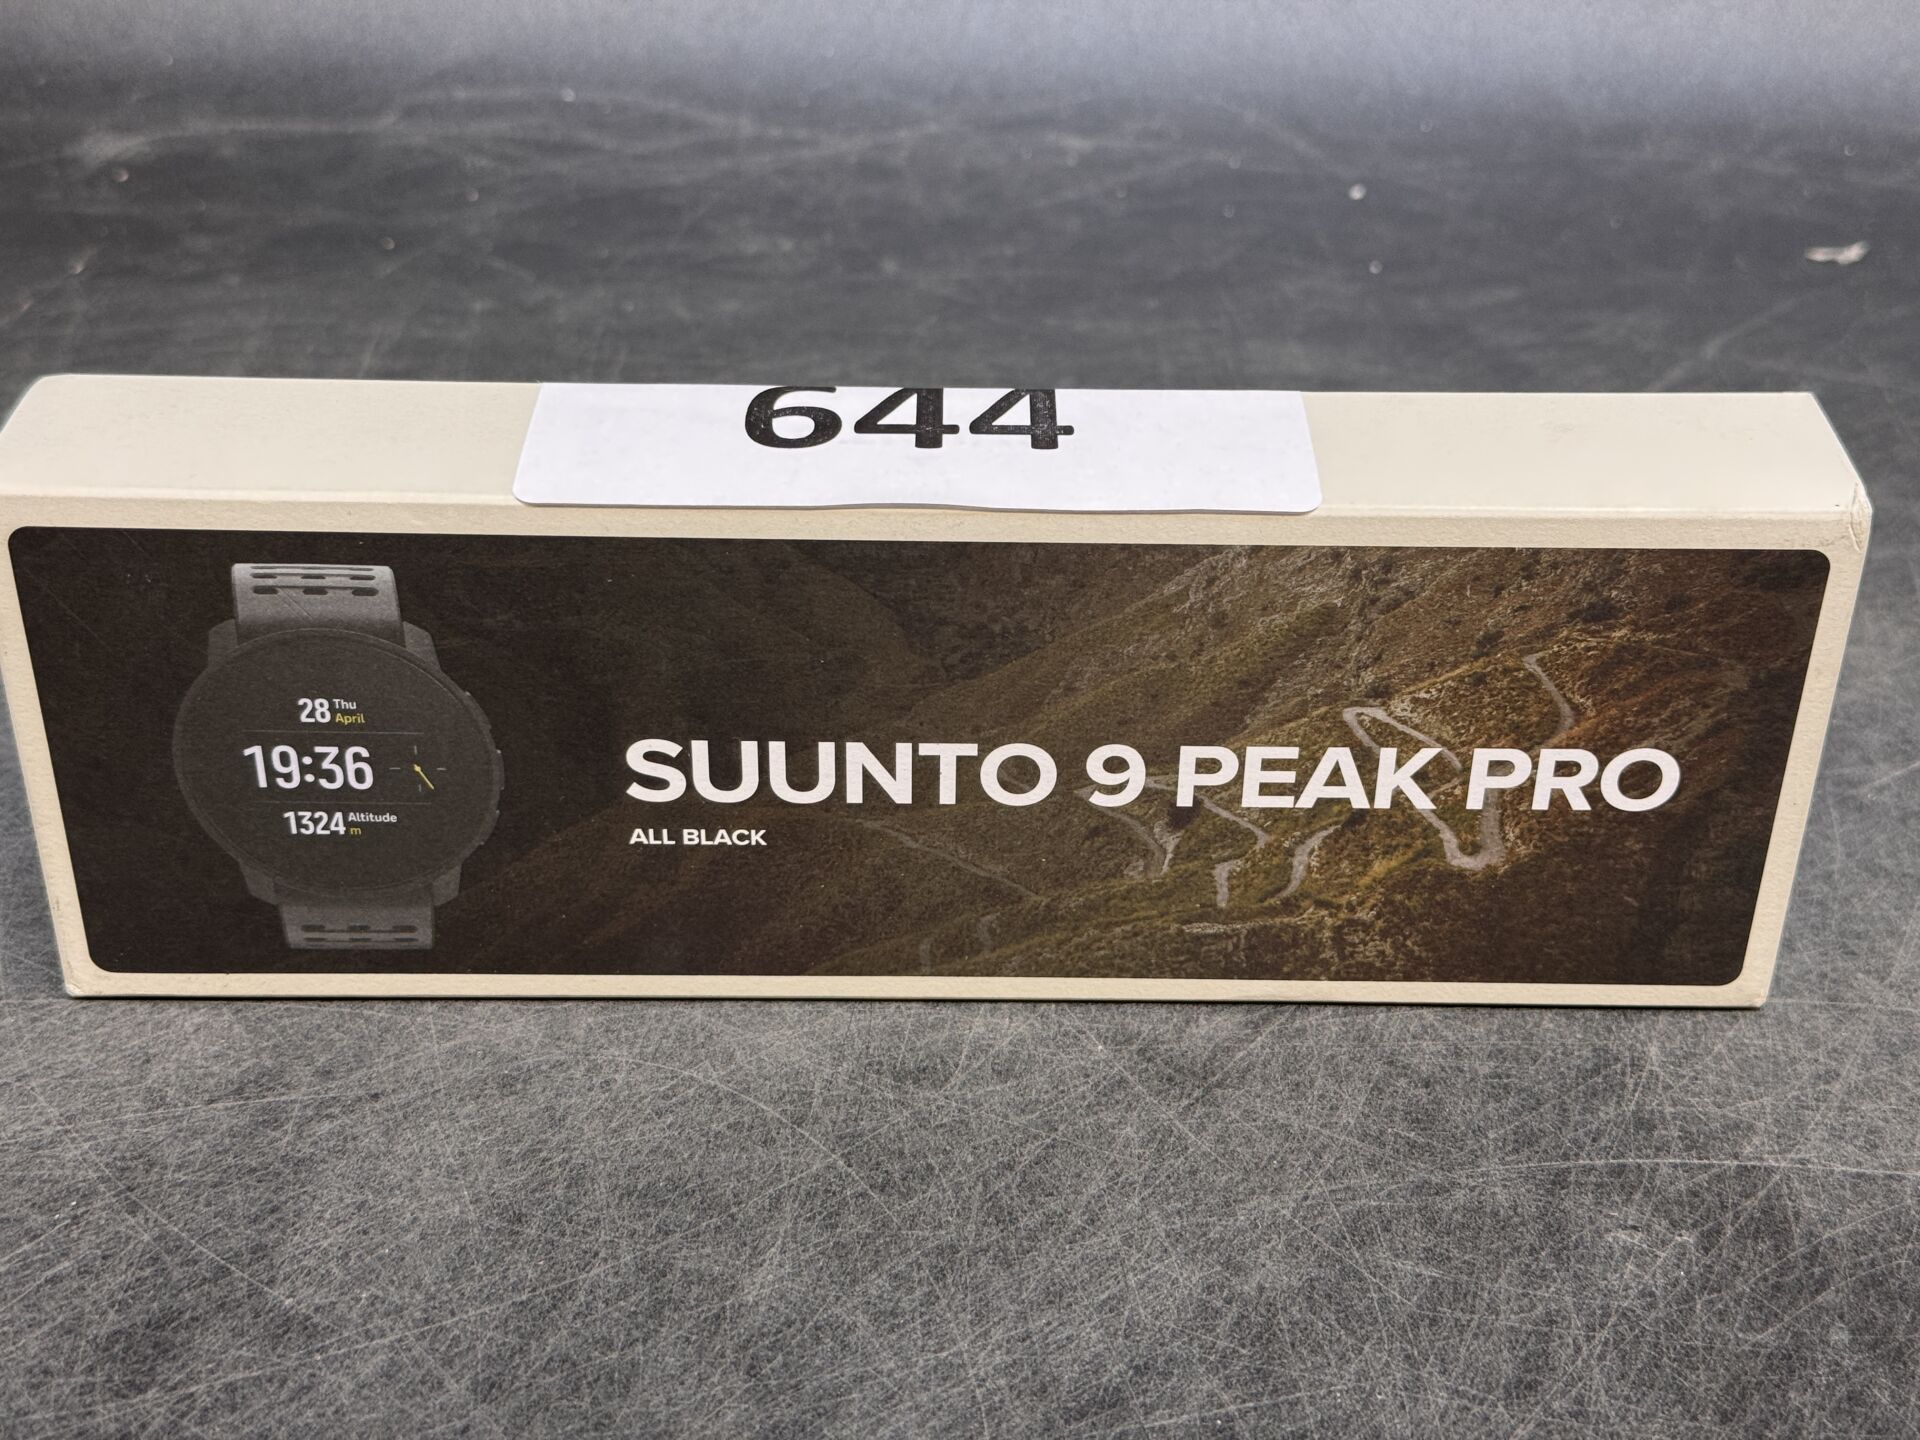 644
28 Thu
April
19:36
1324 Altitude
m
SUUNTO 9 PEAK PRO
ALL BLACK